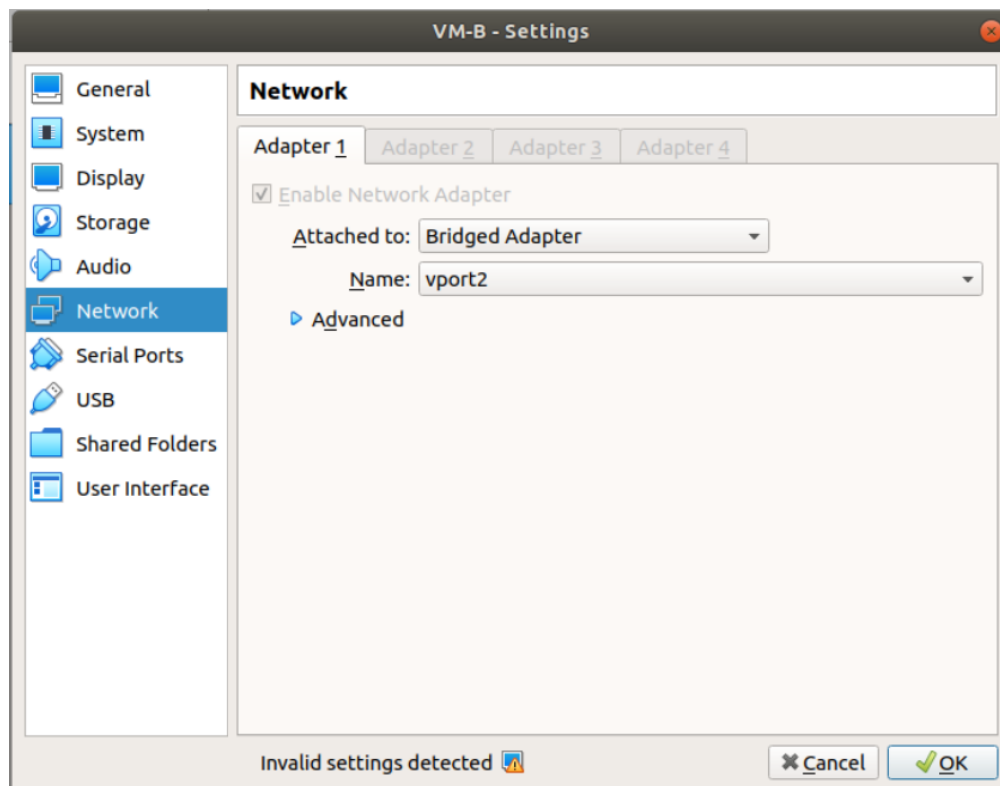 VM-B - Settings
General
System
Display
Storage
Audio
Network
Serial Ports
USB
Shared Folders
User Interface
Network
Adapter 1 Adapter 2 Adapter 3 Adapter 4
Enable Network Adapter
Attached to: Bridged Adapter
Name: vport2
Advanced
Invalid settings detected
Cancel OK